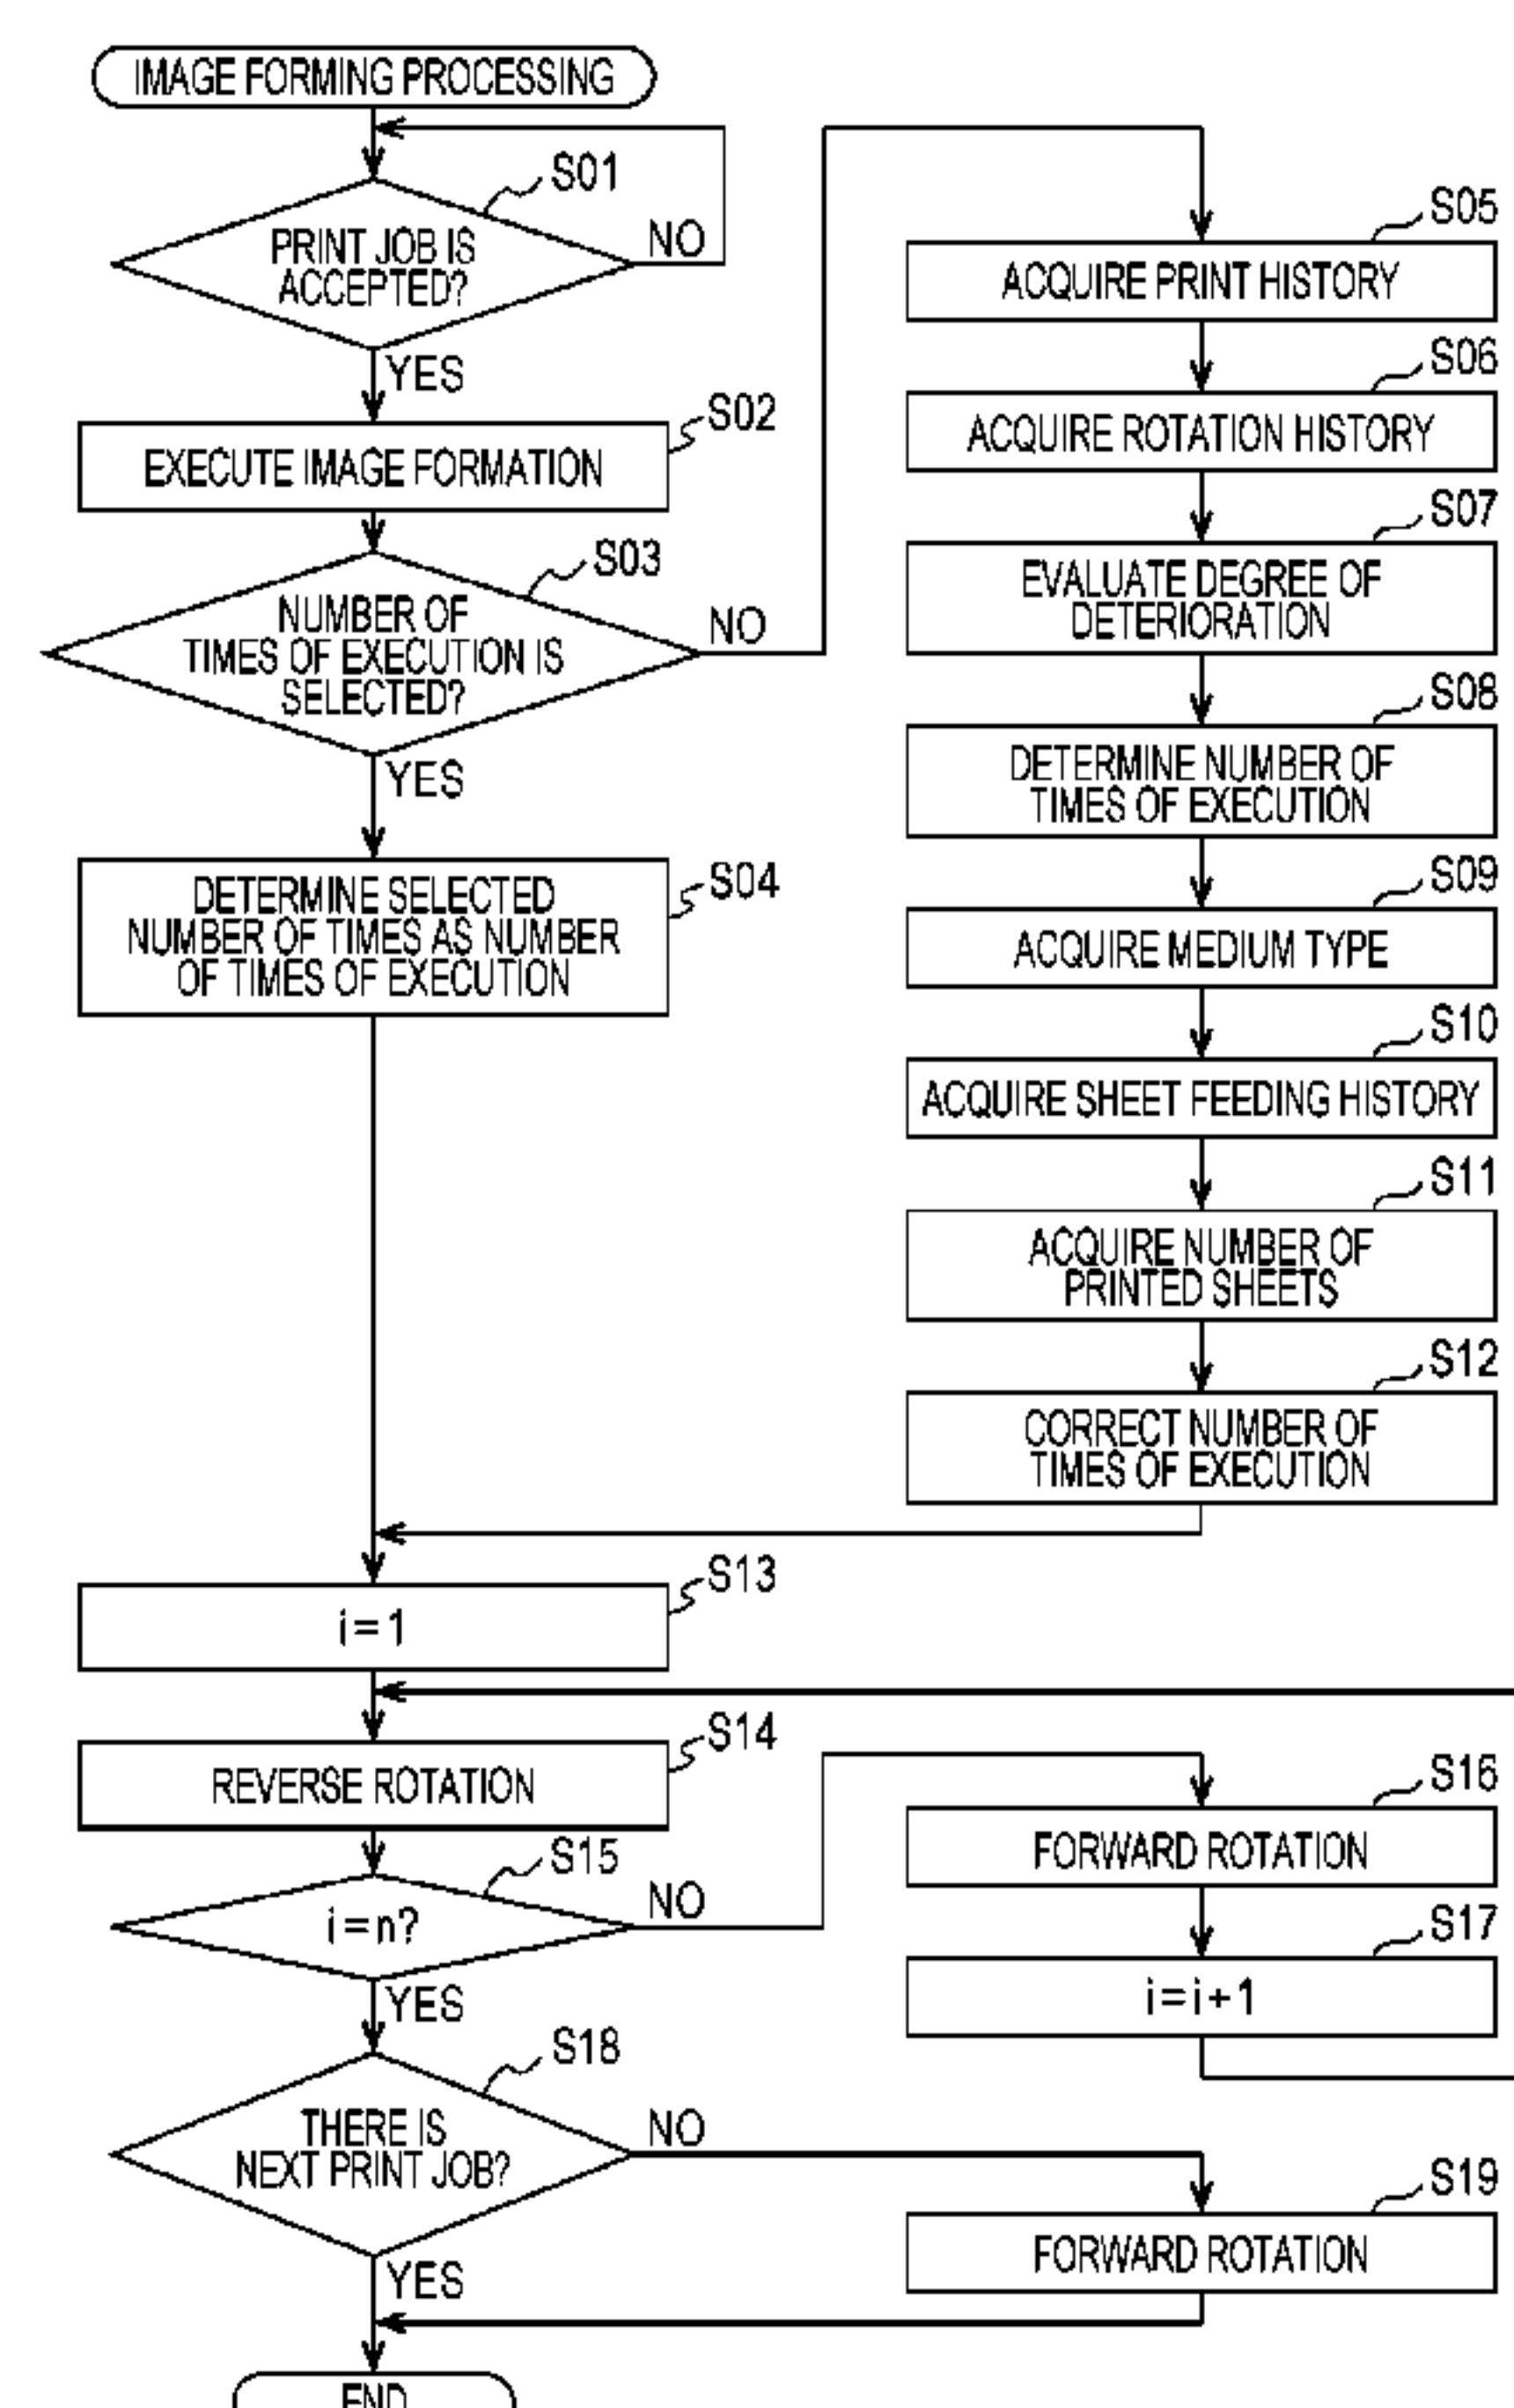 IMAGE FORMING PROCESSING
S01
PRINT JOB IS
ACCEPTED?
NO
YES
S02
EXECUTE IMAGE FORMATION
S03
NUMBER OF
TIMES OF EXECUTION IS
SELECTED?
NO
YES
S04
DETERMINE SELECTED
NUMBER OF TIMES AS NUMBER
OF TIMES OF EXECUTION
S05
ACQUIRE PRINT HISTORY
S06
ACQUIRE ROTATION HISTORY
S07
EVALUATE DEGREE OF
DETERIORATION
S08
DETERMINE NUMBER OF
TIMES OF EXECUTION
S09
ACQUIRE MEDIUM TYPE
S10
ACQUIRE SHEET FEEDING HISTORY
S11
ACQUIRE NUMBER OF
PRINTED SHEETS
S12
CORRECT NUMBER OF
TIMES OF EXECUTION
S13
i=1
S14
REVERSE ROTATION
S15
i=n?
NO
YES
S16
FORWARD ROTATION
S17
i=i+1
S18
THERE IS
NEXT PRINT JOB?
NO
YES
S19
FORWARD ROTATION
END